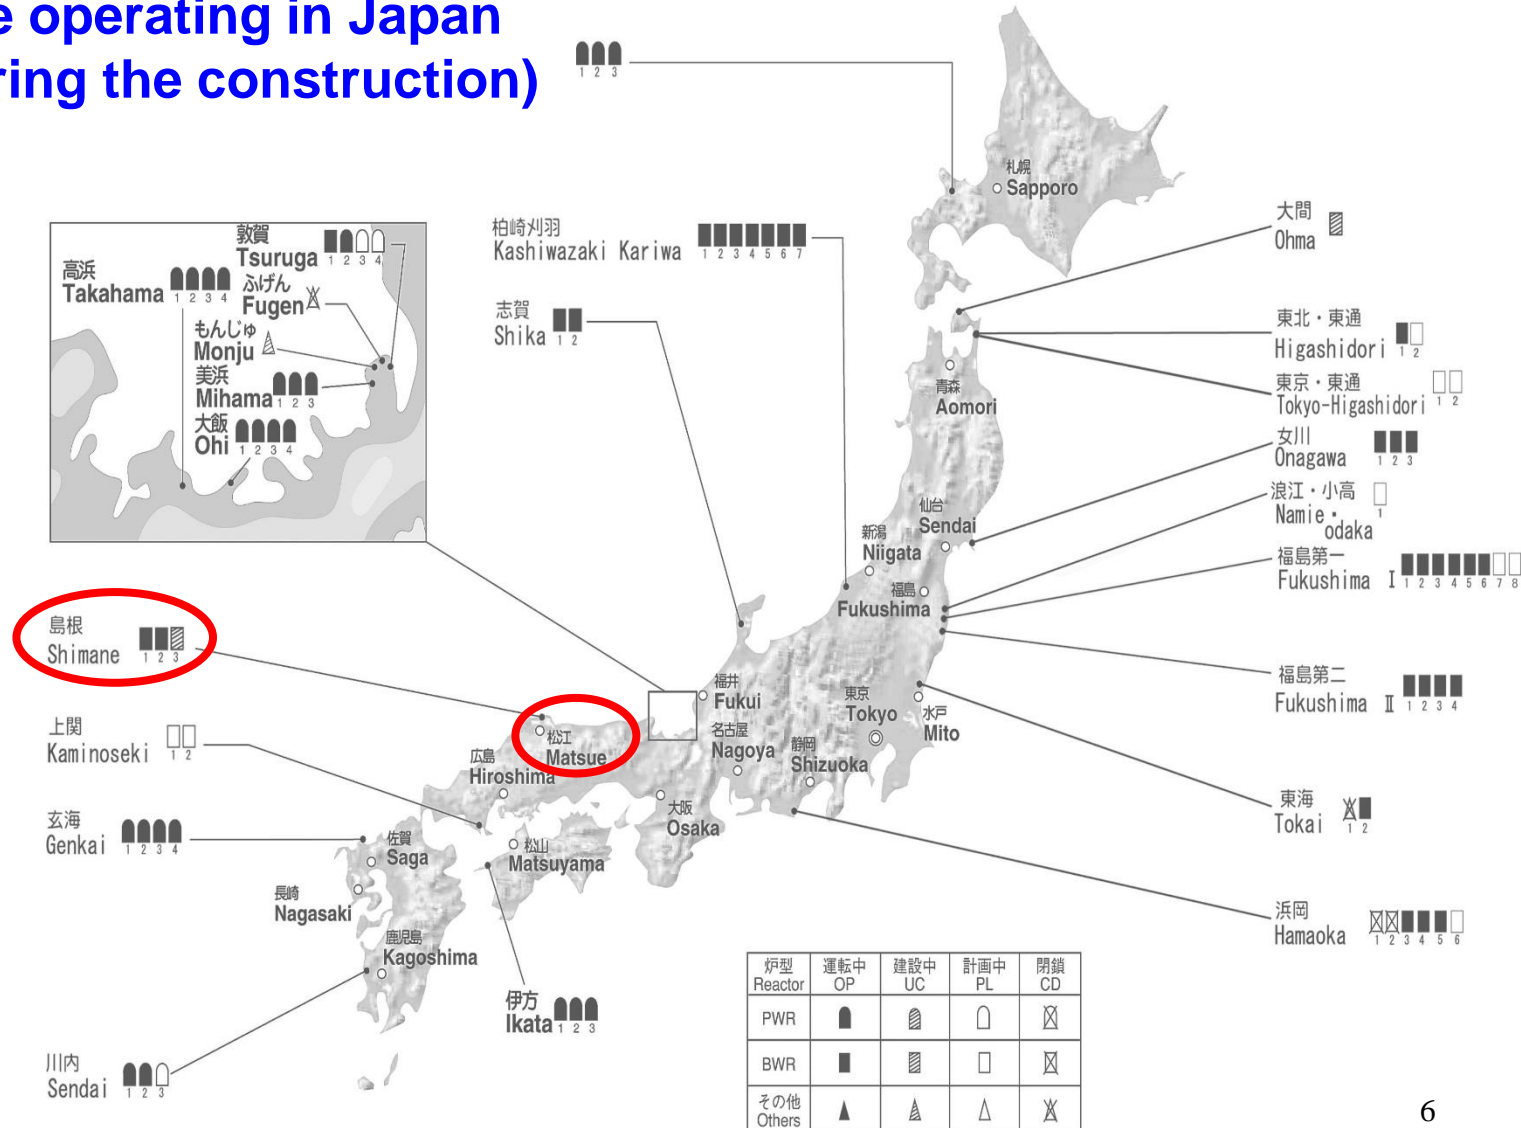 e operating in Japan
ring the construction)
1 2 3
札幌
Sapporo
敦賀
Tsuruga
1 2 3 4
高浜
Takahama
1 2 3 4
ふげん
Fugen
もんじゅ
Monju
美浜
Mihama
1 2 3
大飯
Ohi
1 2 3 4
柏崎刈羽
Kashiwazaki Kariwa
1 2 3 4 5 6 7
志賀
Shika
1 2
大間
Ohma
東北・東通
Higashidori
1 2
東京・東通
Tokyo-Higashidori
1 2
女川
Onagawa
1 2 3
浪江・小高
Namie・
odaka
1
福島第一
Fukushima I
1 2 3 4 5 6 7 8
福島第二
Fukushima II
1 2 3 4
東海
Tokai
1 2
浜岡
Hamaoka
1 2 3 4 5 6
青森
Aomori
仙台
Sendai
新潟
Niigata
福島
Fukushima
福井
Fukui
東京
Tokyo
水戸
Mito
名古屋
Nagoya
静岡
Shizuoka
島根
Shimane
1 2 3
松江
Matsue
上関
Kaminoseki
1 2
広島
Hiroshima
大阪
Osaka
玄海
Genkai
1 2 3 4
佐賀
Saga
松山
Matsuyama
長崎
Nagasaki
鹿児島
Kagoshima
伊方
Ikata
1 2 3
川内
Sendai
1 2 3
炉型 運転中 建設中 計画中 閉鎖
Reactor OP UC PL CD
PWR
BWR
その他
Others
6